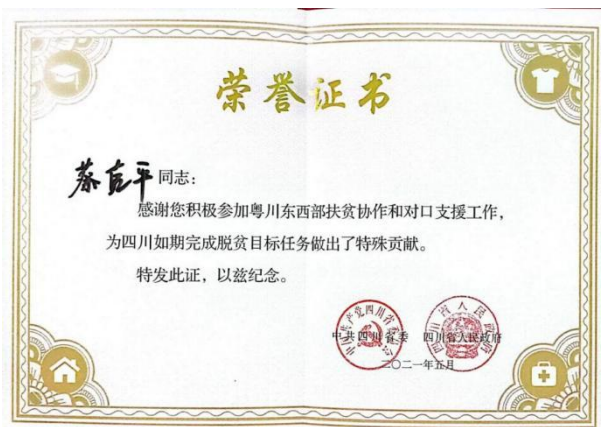 荣誉证书
蔡克平同志：
感谢您积极参加粤川东西部扶贫协作和对口支援工作，
为四川如期完成脱贫目标任务做出了特殊贡献。
特发此证，以兹纪念。
中共四川省委 四川省人民政府
二〇二一年五月